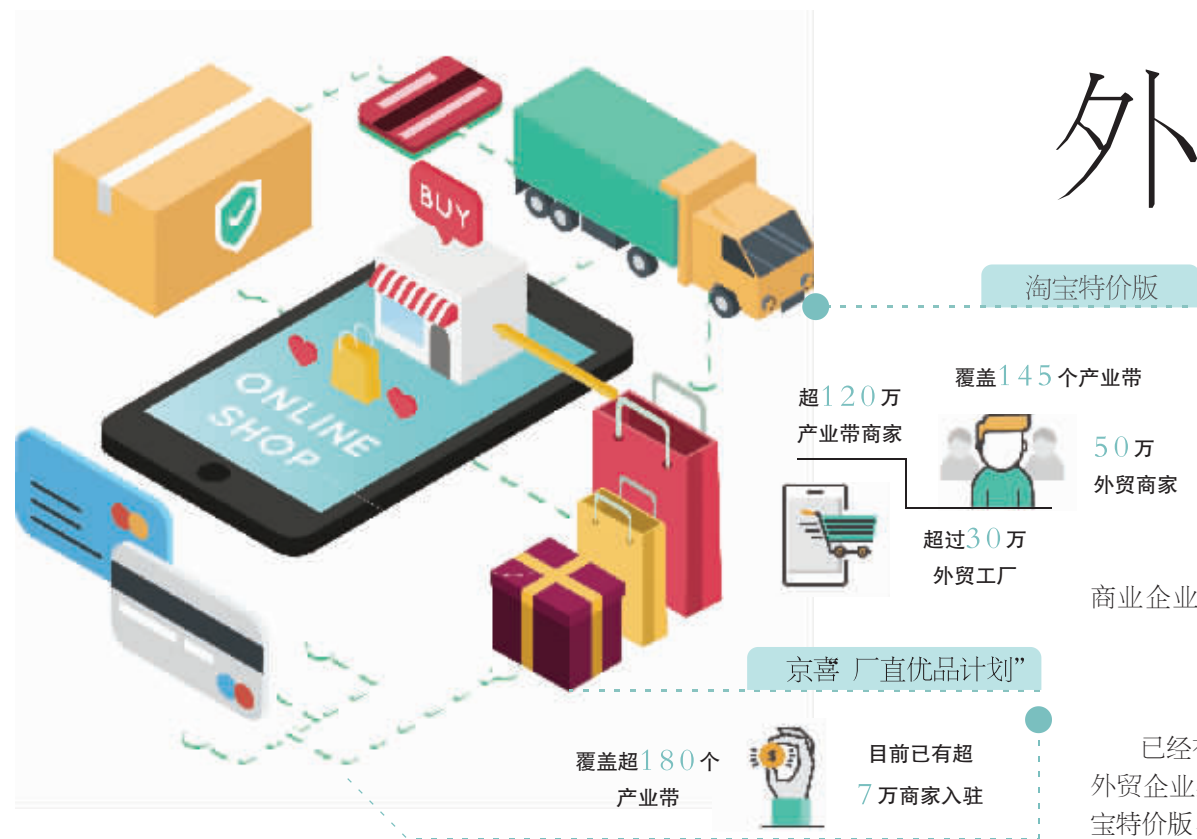 外
BUY
ONLINE
SHOP
淘宝特价版
覆盖145个产业带
超120万
产业带商家
50万
外贸商家
超过30万
外贸工厂
商业企业
京喜 厂直优品计划”
覆盖超180个
产业带
目前已有超
7万商家入驻
已经
外贸企业
宝特价版